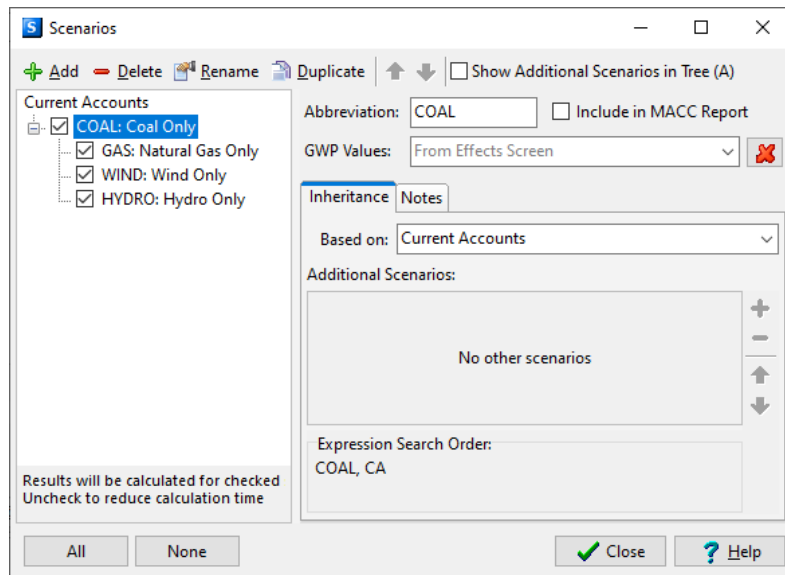 S Scenarios
Add Delete Rename Duplicate Show Additional Scenarios in Tree (A)
Current Accounts
COAL: Coal Only
GAS: Natural Gas Only
WIND: Wind Only
HYDRO: Hydro Only
Results will be calculated for checked
Uncheck to reduce calculation time
Abbreviation: COAL Include in MACC Report
GWP Values: From Effects Screen
Inheritance Notes
Based on: Current Accounts
Additional Scenarios:
No other scenarios
Expression Search Order:
COAL, CA
All None Close ? Help